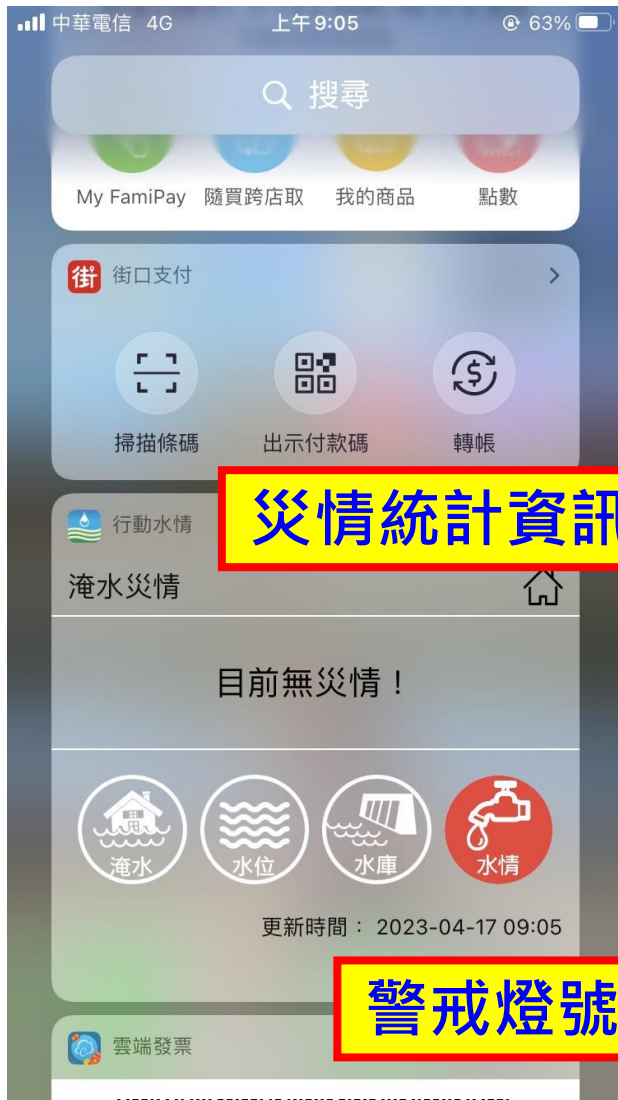 中華電信 4G 上午9:05 63%
搜尋
My FamiPay 隨買跨店取 我的商品 點數
街 街口支付
掃描條碼 出示付款碼 轉帳
災情統計資訊
行動水情
淹水災情
目前無災情！
淹水 水位 水庫 水情
更新時間： 2023-04-17 09:05
警戒燈號
雲端發票